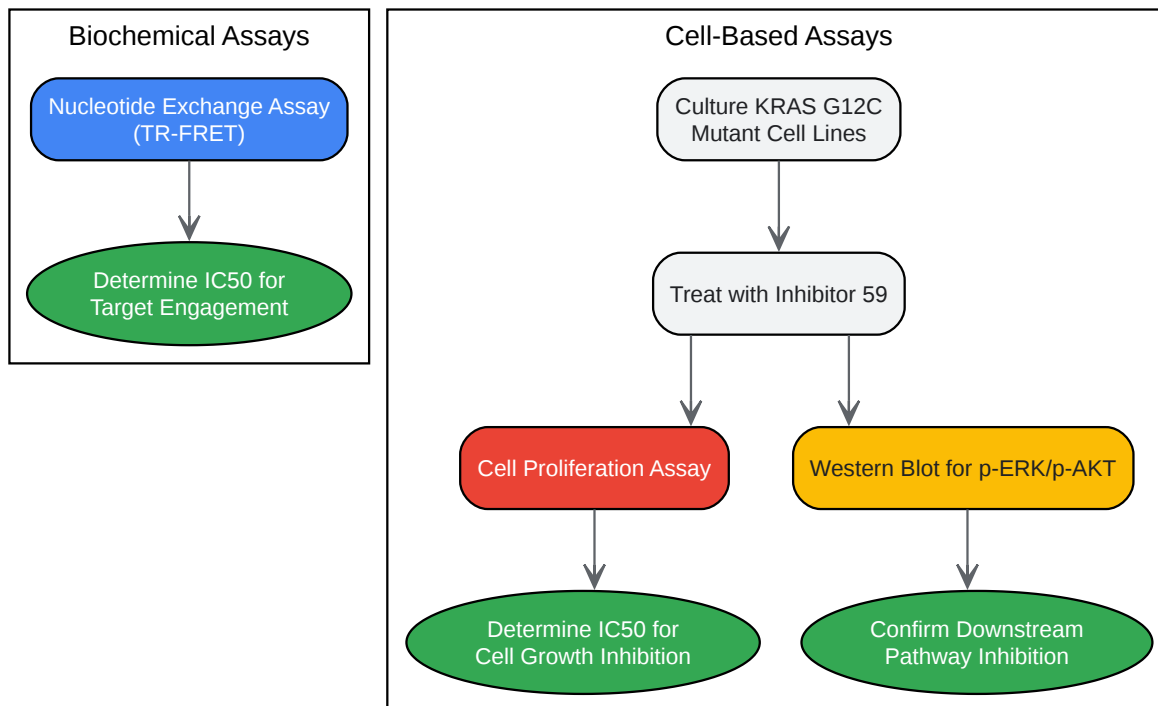 Biochemical Assays
Nucleotide Exchange Assay
(TR-FRET)
Determine IC50 for
Target Engagement
Cell-Based Assays
Culture KRAS G12C
Mutant Cell Lines
Treat with Inhibitor 59
Cell Proliferation Assay
Western Blot for p-ERK/p-AKT
Determine IC50 for
Cell Growth Inhibition
Confirm Downstream
Pathway Inhibition